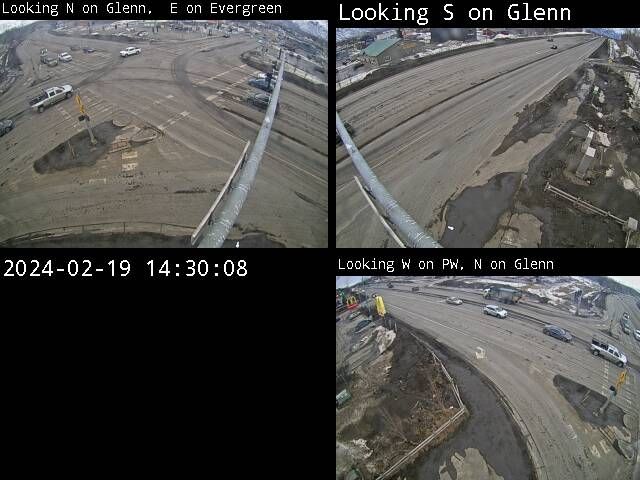 Looking N on Glenn,  E on Evergreen
Looking S on Glenn
2024-02-19 14:30:08
Looking W on PW, N on Glenn